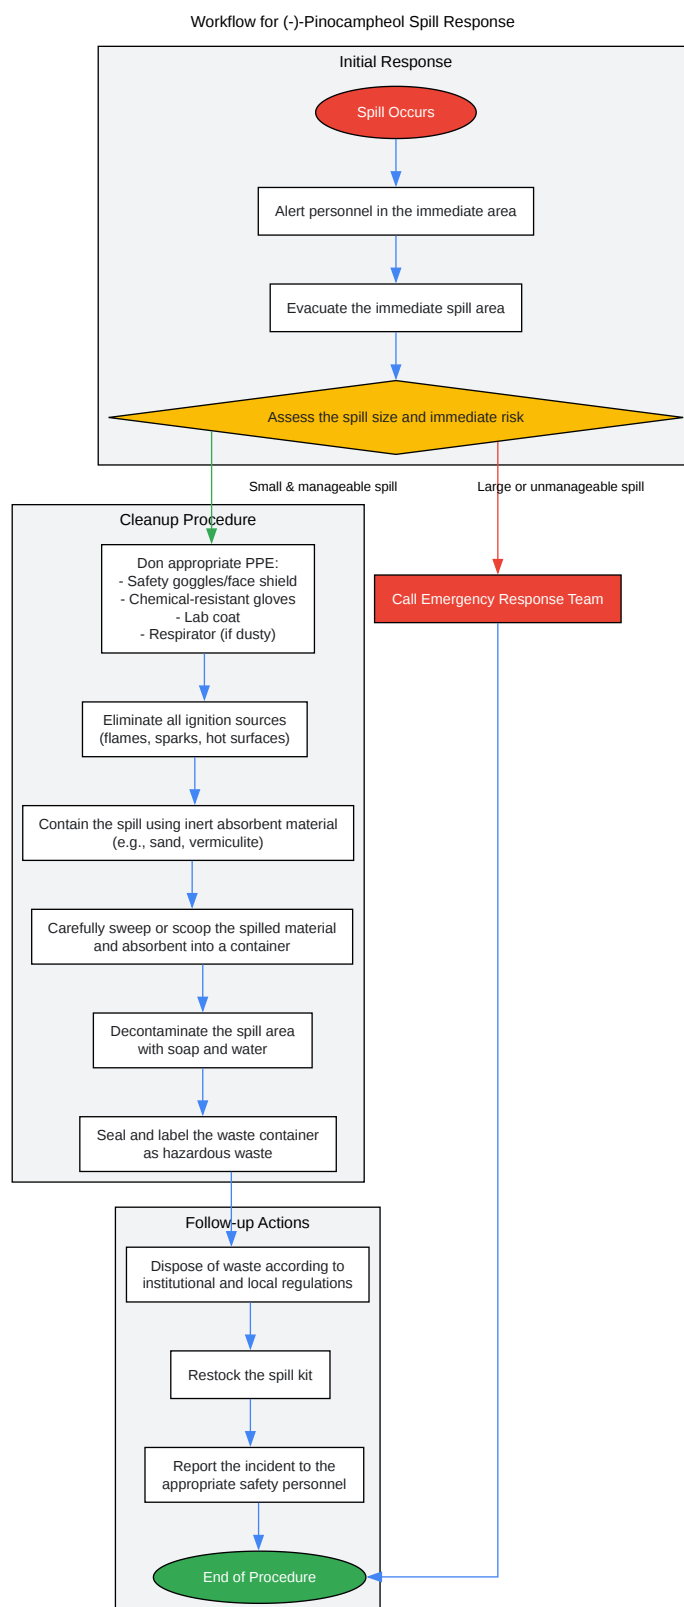 Workflow for (-)-Pinocampheol Spill Response
Initial Response
Spill Occurs
Alert personnel in the immediate area
Evacuate the immediate spill area
Assess the spill size and immediate risk
Small & manageable spill
Large or unmanageable spill
Cleanup Procedure
Don appropriate PPE:
- Safety goggles/face shield
- Chemical-resistant gloves
- Lab coat
- Respirator (if dusty)
Call Emergency Response Team
Eliminate all ignition sources
(flames, sparks, hot surfaces)
Contain the spill using inert absorbent material
(e.g., sand, vermiculite)
Carefully sweep or scoop the spilled material
and absorbent into a container
Decontaminate the spill area
with soap and water
Seal and label the waste container
as hazardous waste
Follow-up Actions
Dispose of waste according to
institutional and local regulations
Restock the spill kit
Report the incident to the
appropriate safety personnel
End of Procedure